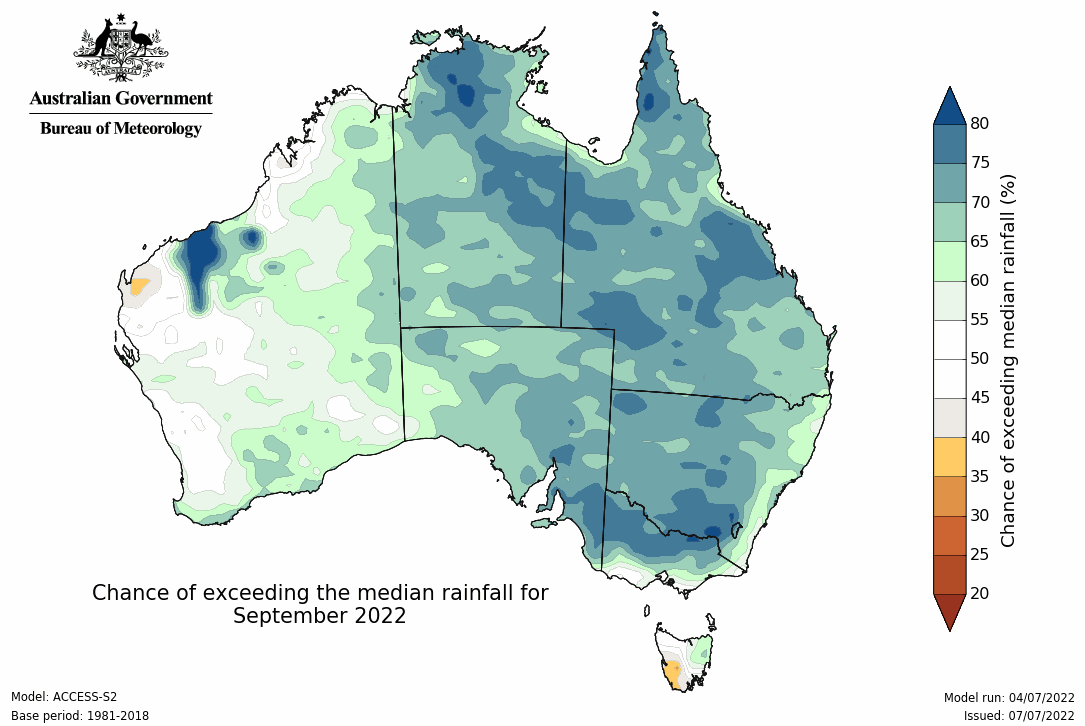 Australian Government
Bureau of Meteorology
80
75
70
65
60
55
50
45
40
35
30
25
20
Chance of exceeding median rainfall (%)
Chance of exceeding the median rainfall for
September 2022
Model: ACCESS-S2
Base period: 1981-2018
Model run: 04/07/2022
Issued: 07/07/2022